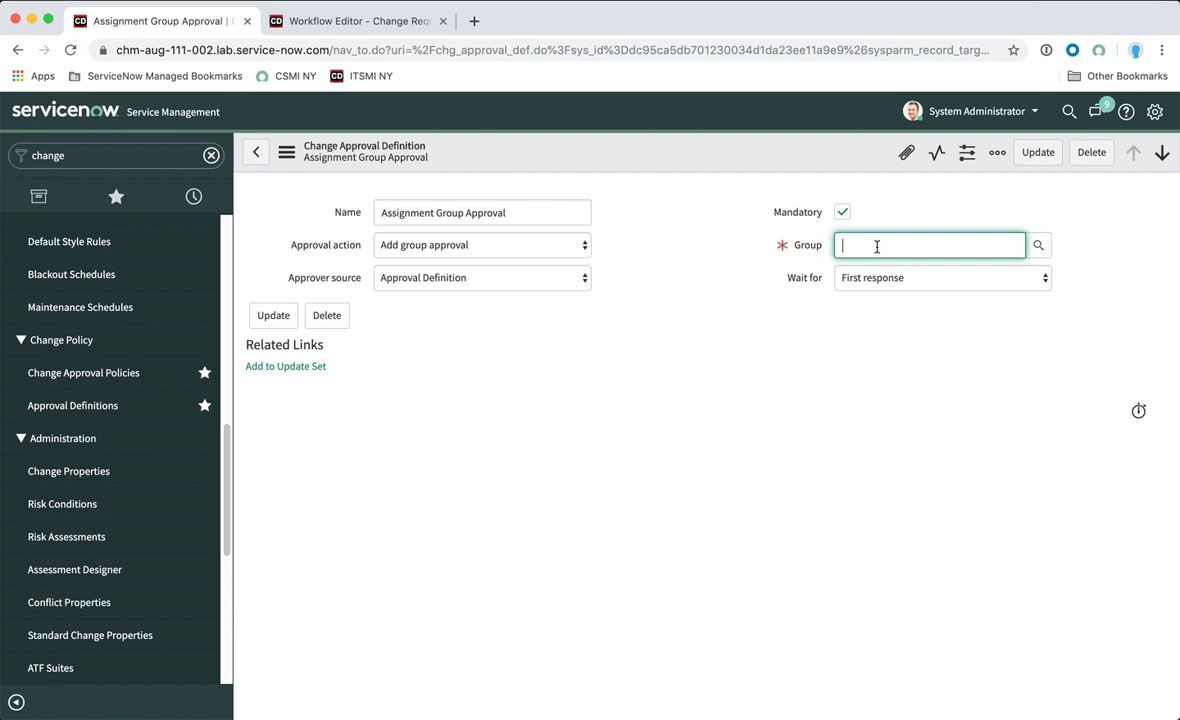 CD Assignment Group Approval | C
CD Workflow Editor - Change Req
chm-aug-111-002.lab.service-now.com/nav_to.do?uri=%2Fchg_approval_def.do%3Fsys_id%3Ddc95ca5db701230034d1da23ee11a9e9%26sysparm_record_targ...
Apps ServiceNow Managed Bookmarks CSMI NY CD ITSMI NY Other Bookmarks
servicenow Service Management
System Administrator 9
change
Default Style Rules
Blackout Schedules
Maintenance Schedules
Change Policy
Change Approval Policies
Approval Definitions
Administration
Change Properties
Risk Conditions
Risk Assessments
Assessment Designer
Conflict Properties
Standard Change Properties
ATF Suites
Change Approval Definition
Assignment Group Approval
Update Delete
Name Assignment Group Approval Mandatory
Approval action Add group approval Group
Approver source Approval Definition Wait for First response
Update Delete
Related Links
Add to Update Set